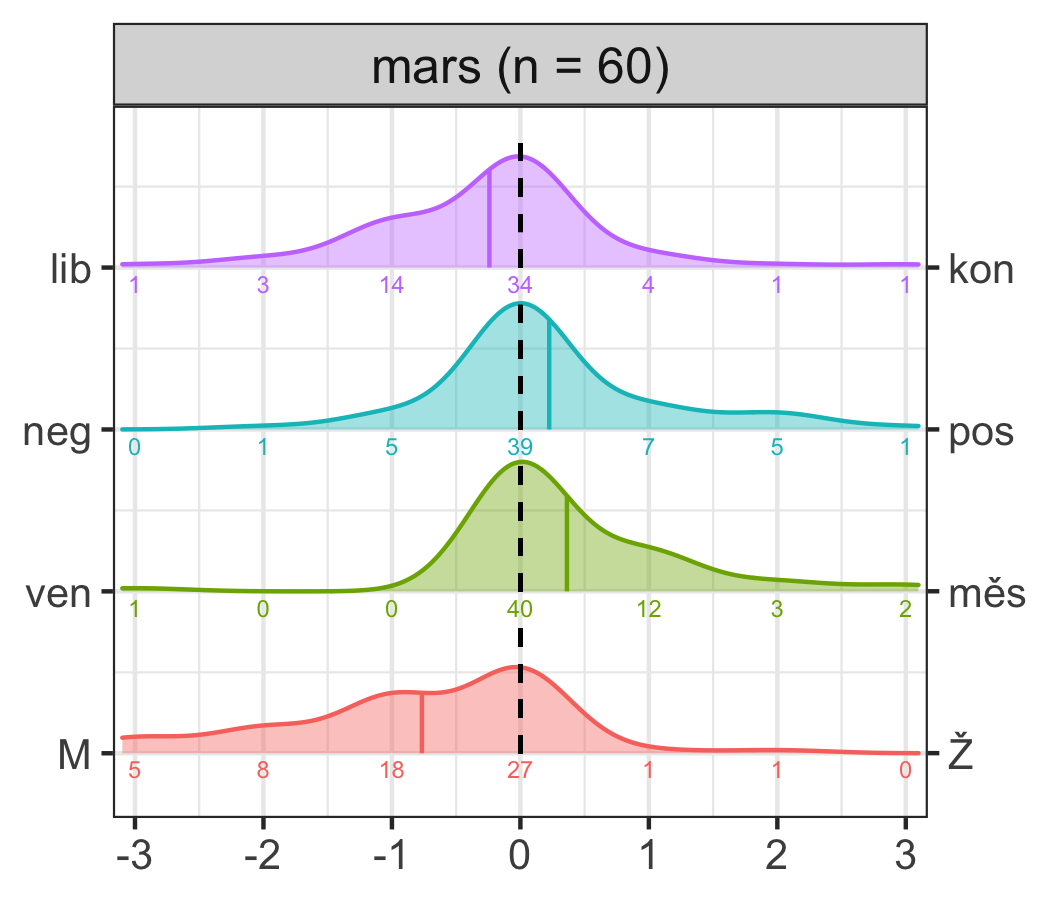 mars (n = 60)
lib kon
1 3 14 34 4 1 1
neg pos
0 1 5 39 7 5 1
ven měs
1 0 0 40 12 3 2
M Ž
5 8 18 27 1 1 0
-3 -2 -1 0 1 2 3